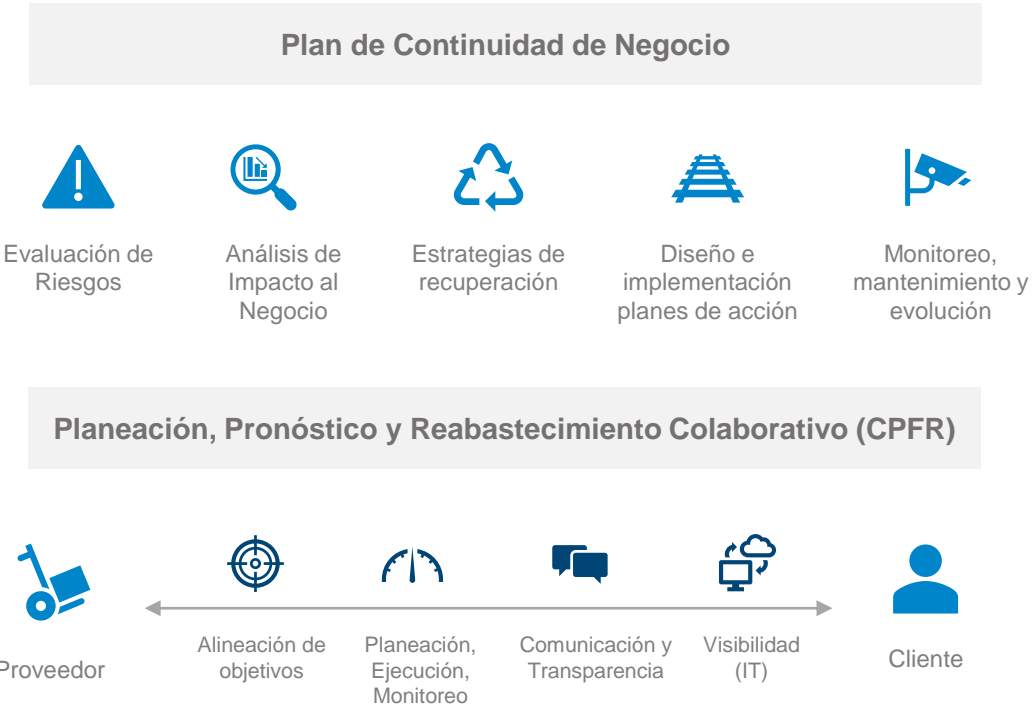 Plan de Continuidad de Negocio
Evaluación de
Riesgos
Análisis de
Impacto al
Negocio
Estrategias de
recuperación
Diseño e
implementación
planes de acción
Monitoreo,
mantenimiento y
evolución
Planeación, Pronóstico y Reabastecimiento Colaborativo (CPFR)
Proveedor
Alineación de
objetivos
Planeación,
Ejecución,
Monitoreo
Comunicación y
Transparencia
Visibilidad
(IT)
Cliente